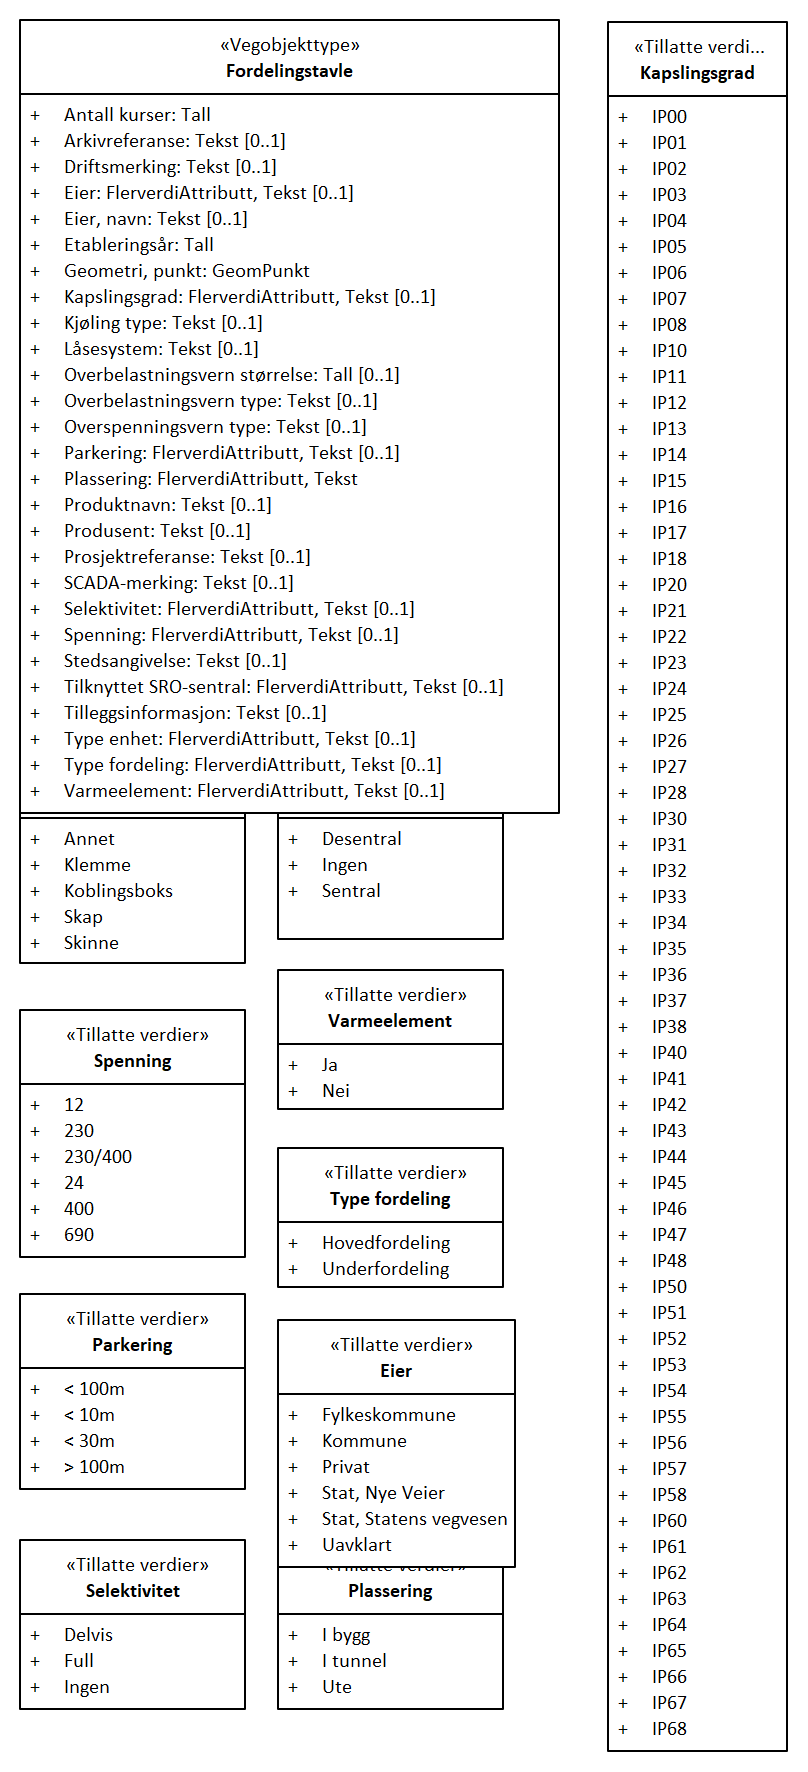 «Vegobjekttype»
Fordelingstavle
+ Antall kurser: Tall
+ Arkivreferanse: Tekst [0..1]
+ Driftsmerking: Tekst [0..1]
+ Eier: FlerverdiAttributt, Tekst [0..1]
+ Eier, navn: Tekst [0..1]
+ Etableringsår: Tall
+ Geometri, punkt: GeomPunkt
+ Kapslingsgrad: FlerverdiAttributt, Tekst [0..1]
+ Kjøling type: Tekst [0..1]
+ Låsesystem: Tekst [0..1]
+ Overbelastningsvern størrelse: Tall [0..1]
+ Overbelastningsvern type: Tekst [0..1]
+ Overspenningsvern type: Tekst [0..1]
+ Parkering: FlerverdiAttributt, Tekst [0..1]
+ Plassering: FlerverdiAttributt, Tekst
+ Produktnavn: Tekst [0..1]
+ Produsent: Tekst [0..1]
+ Prosjektreferanse: Tekst [0..1]
+ SCADA-merking: Tekst [0..1]
+ Selektivitet: FlerverdiAttributt, Tekst [0..1]
+ Spenning: FlerverdiAttributt, Tekst [0..1]
+ Stedsangivelse: Tekst [0..1]
+ Tilknyttet SRO-sentral: FlerverdiAttributt, Tekst [0..1]
+ Tilleggsinformasjon: Tekst [0..1]
+ Type enhet: FlerverdiAttributt, Tekst [0..1]
+ Type fordeling: FlerverdiAttributt, Tekst [0..1]
+ Varmeelement: FlerverdiAttributt, Tekst [0..1]
+ Annet
+ Klemme
+ Koblingsboks
+ Skap
+ Skinne
+ Desentral
+ Ingen
+ Sentral
«Tillatte verdier»
Spenning
+ 12
+ 230
+ 230/400
+ 24
+ 400
+ 690
«Tillatte verdier»
Varmeelement
+ Ja
+ Nei
«Tillatte verdier»
Type fordeling
+ Hovedfordeling
+ Underfordeling
«Tillatte verdier»
Parkering
+ < 100m
+ < 10m
+ < 30m
+ > 100m
«Tillatte verdier»
Eier
+ Fylkeskommune
+ Kommune
+ Privat
+ Stat, Nye Veier
+ Stat, Statens vegvesen
+ Uavklart
«Tillatte verdier»
Selektivitet
+ Delvis
+ Full
+ Ingen
«Tillatte verdier»
Plassering
+ I bygg
+ I tunnel
+ Ute
«Tillatte verdi...
Kapslingsgrad
+ IP00
+ IP01
+ IP02
+ IP03
+ IP04
+ IP05
+ IP06
+ IP07
+ IP08
+ IP10
+ IP11
+ IP12
+ IP13
+ IP14
+ IP15
+ IP16
+ IP17
+ IP18
+ IP20
+ IP21
+ IP22
+ IP23
+ IP24
+ IP25
+ IP26
+ IP27
+ IP28
+ IP30
+ IP31
+ IP32
+ IP33
+ IP34
+ IP35
+ IP36
+ IP37
+ IP38
+ IP40
+ IP41
+ IP42
+ IP43
+ IP44
+ IP45
+ IP46
+ IP47
+ IP48
+ IP50
+ IP51
+ IP52
+ IP53
+ IP54
+ IP55
+ IP56
+ IP57
+ IP58
+ IP60
+ IP61
+ IP62
+ IP63
+ IP64
+ IP65
+ IP66
+ IP67
+ IP68